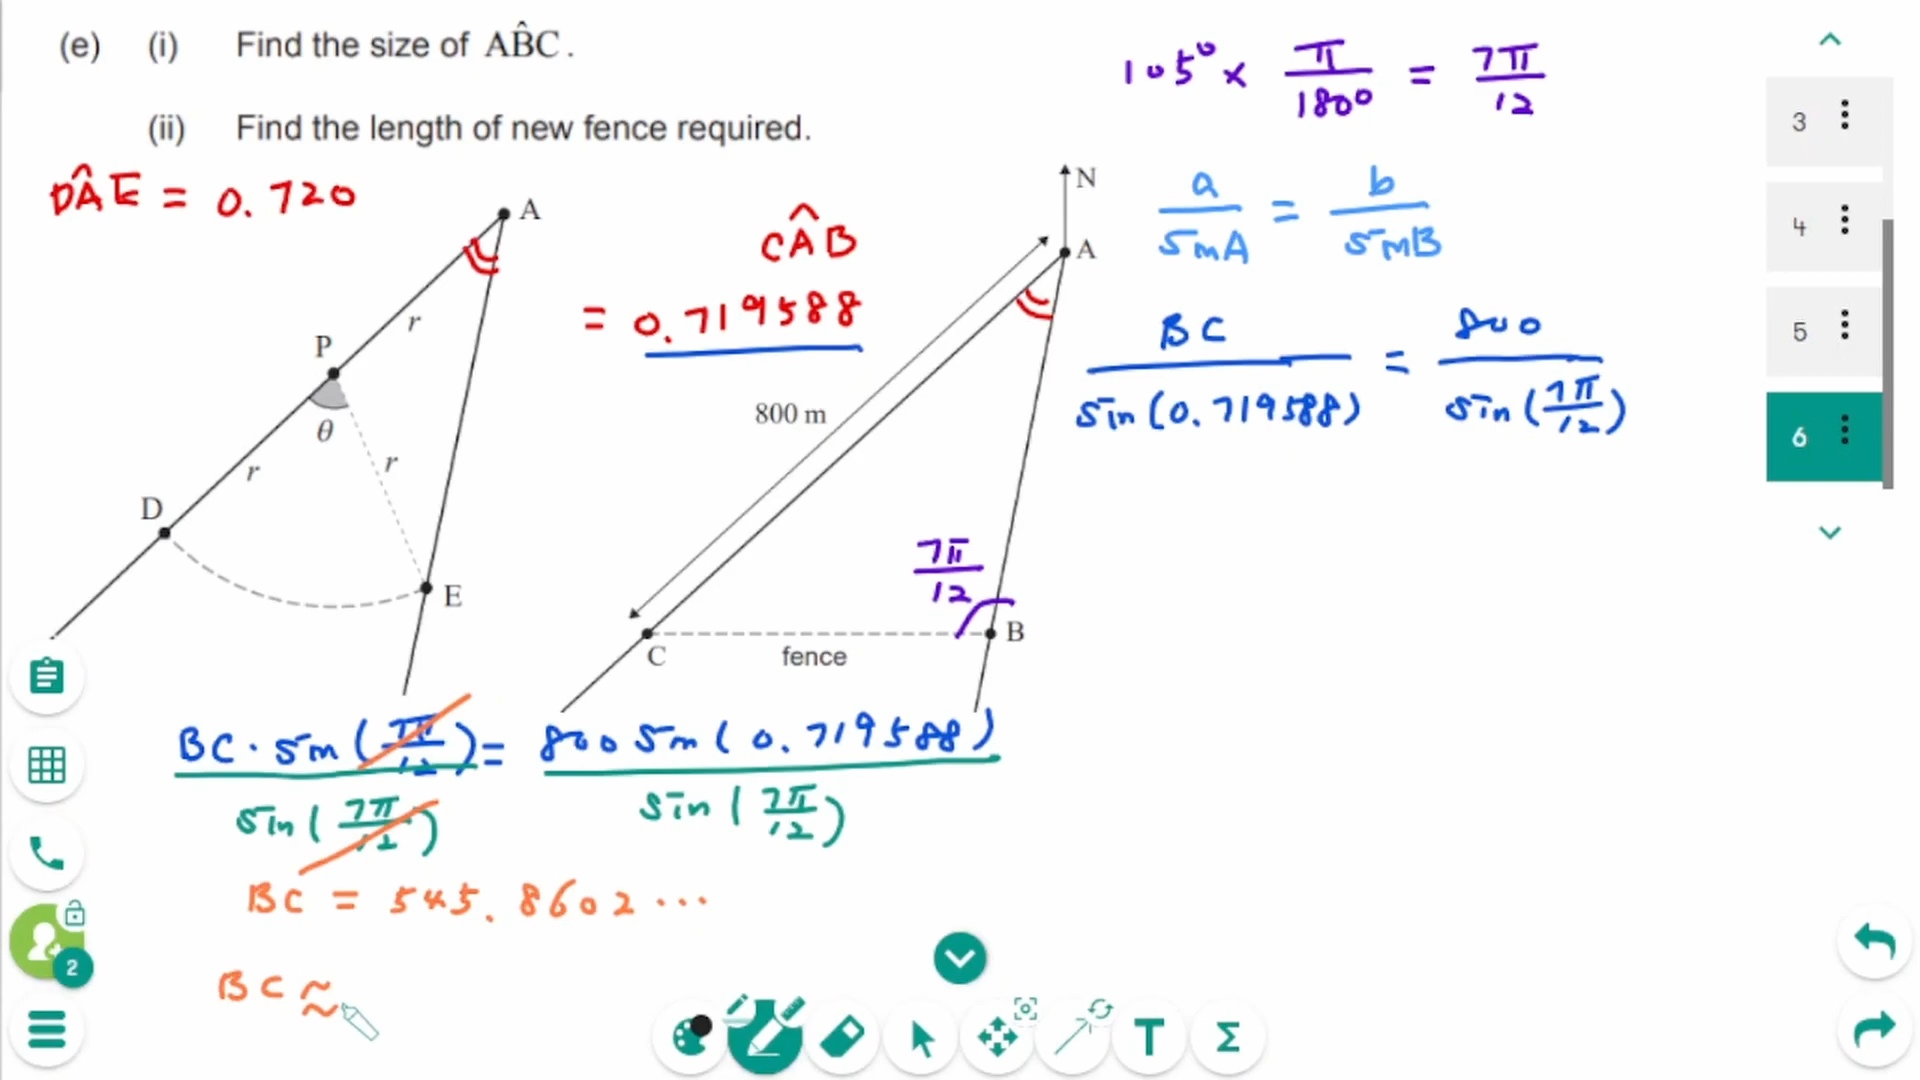 (e) (i) Find the size of AB̂C.
(ii) Find the length of new fence required.
105° × π/180° = 7π/12
DÂE = 0.720
a/sinA = b/sinB
CÂB
= 0.719588
BC/sin(0.719588) = 800/sin(7π/12)
A
r
P
θ
r
r
D
E
N
A
800 m
7π/12
C
B
fence
BC · sin(7π/12) = 800 sin(0.719588)
sin(7π/12) sin(7π/12)
BC = 545.8602...
BC ≈
3
4
5
6
2
T
Σ